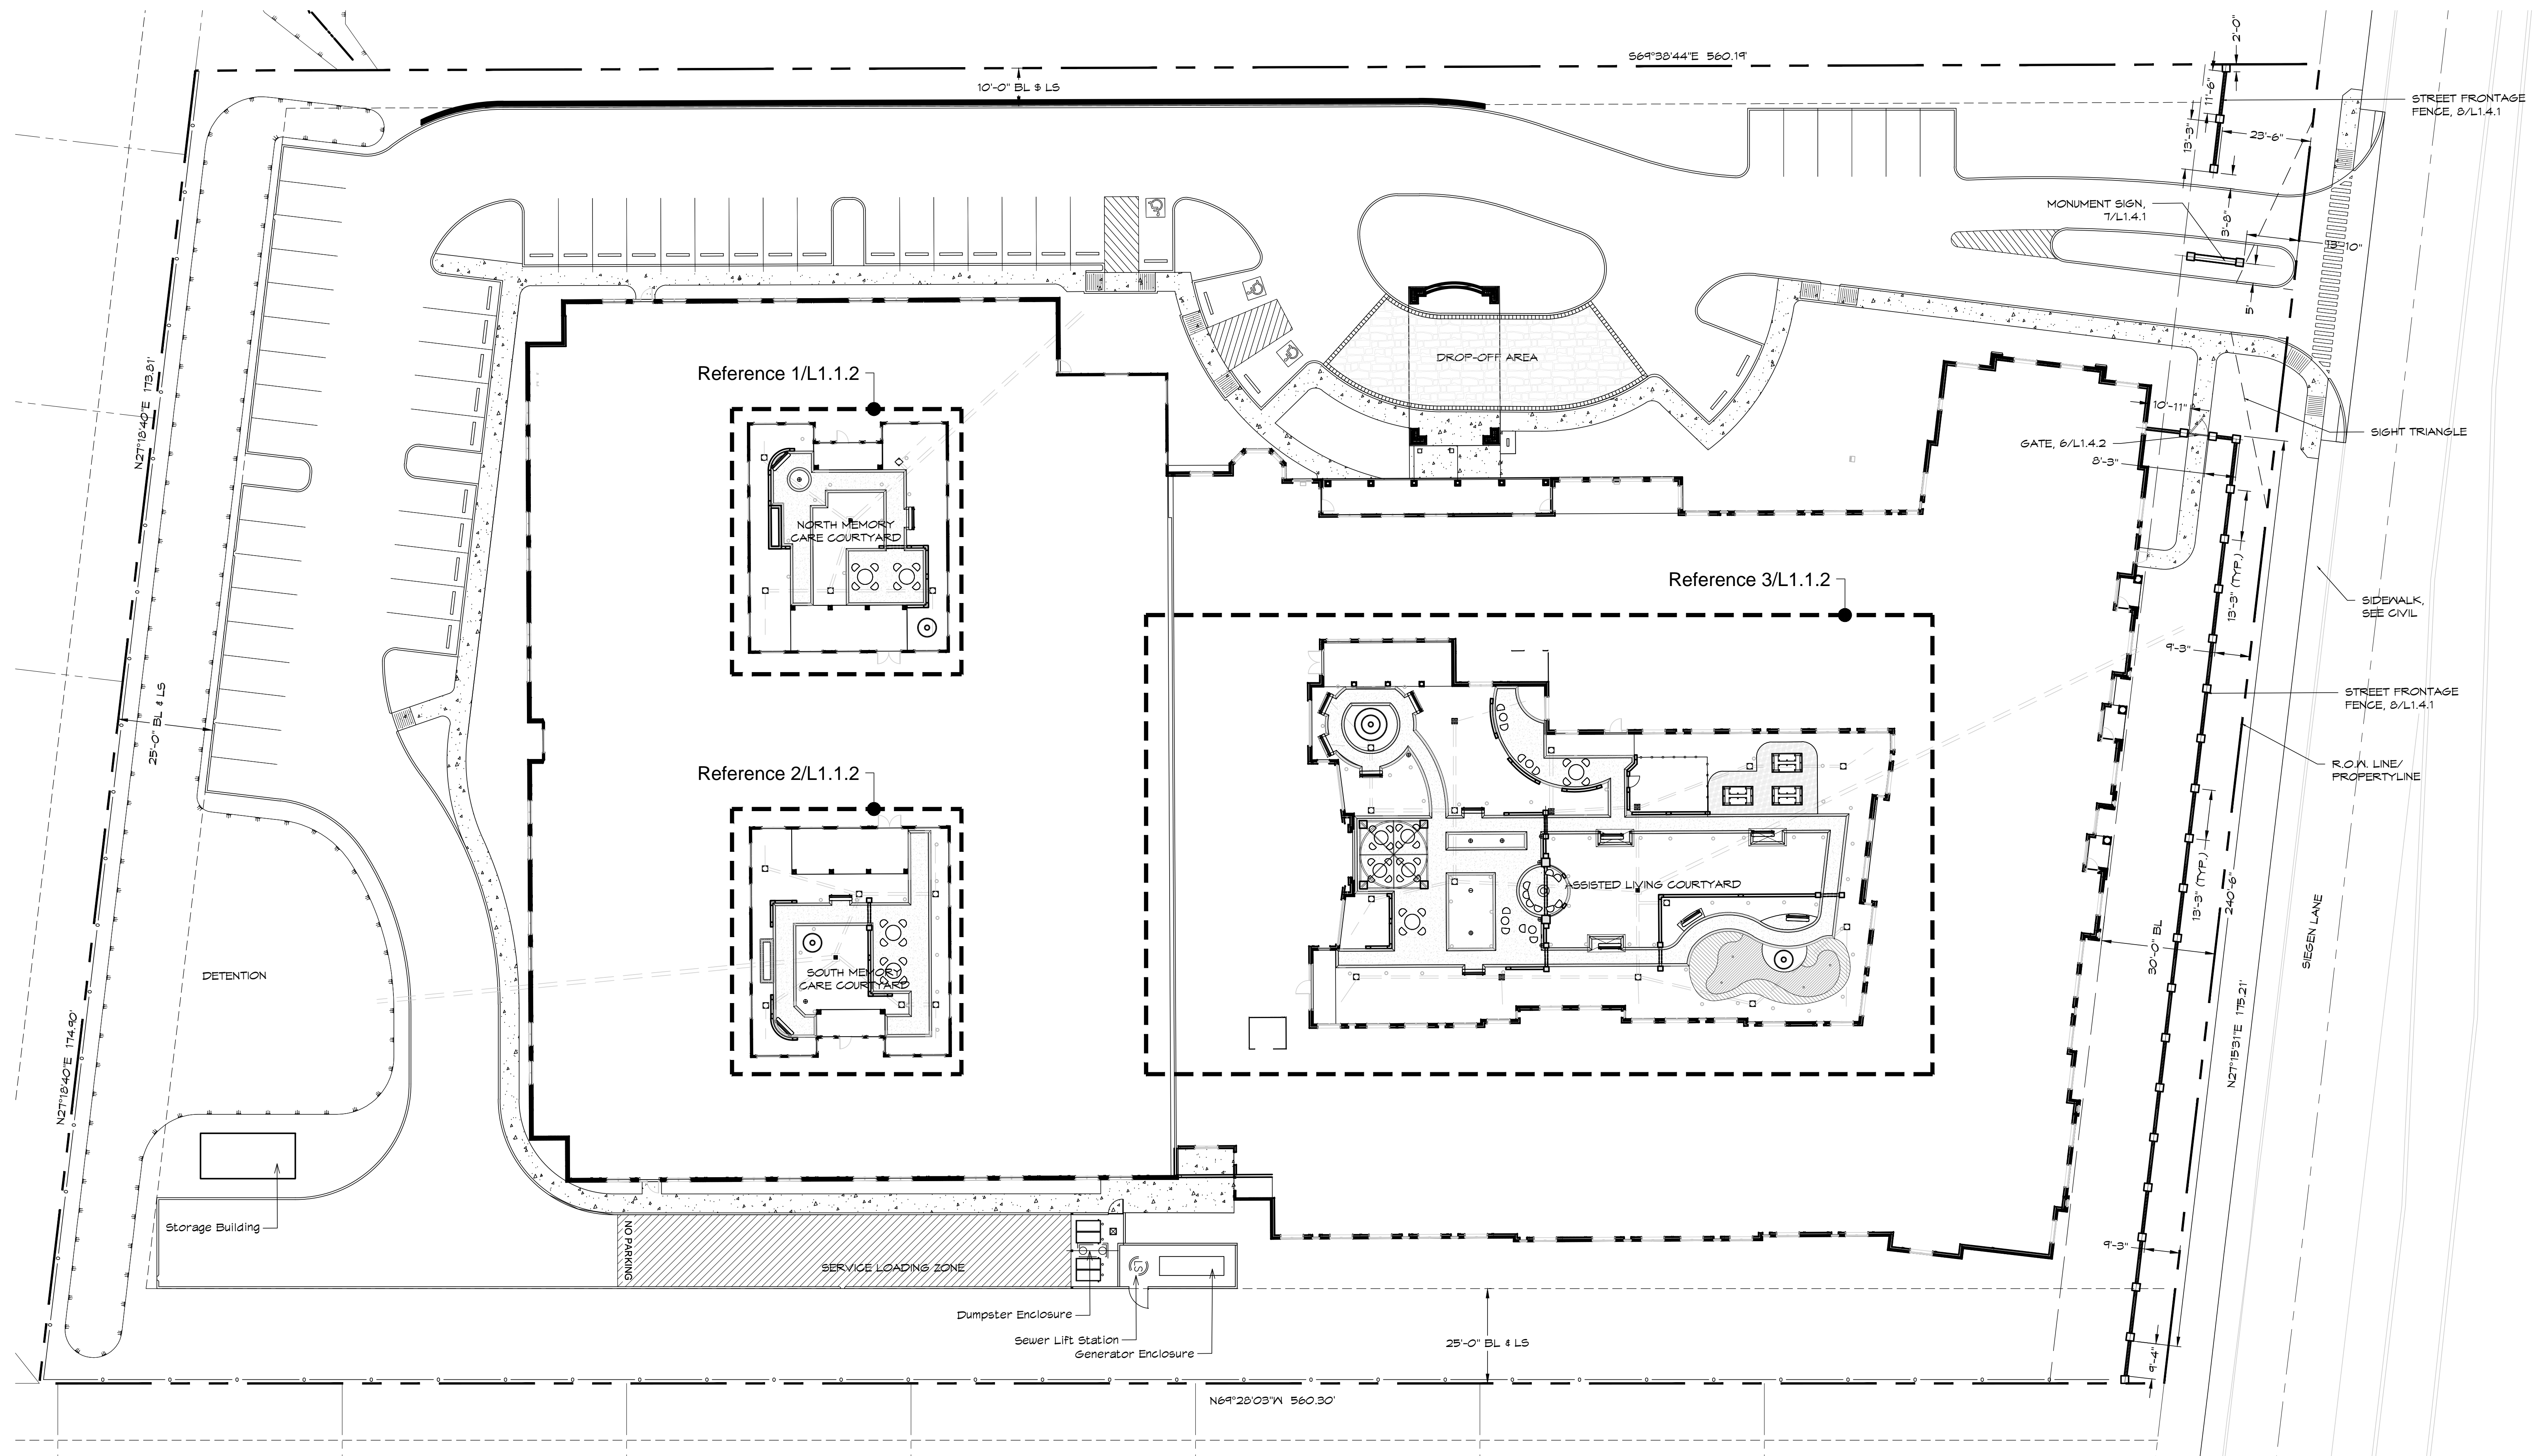 S69°38'44"E 560.19'
2'-0"
10'-0" BL $ LS
11'-6"
STREET FRONTAGE
FENCE, 8/L1.4.1
13'-3"
23'-6"
MONUMENT SIGN,
7/L1.4.1
3'-8"
13'-10"
5'
DROP-OFF AREA
Reference 1/L1.1.2
N27°18'40"E 173.81'
10'-11"
SIGHT TRIANGLE
GATE, 6/L1.4.2
8'-3"
NORTH MEMORY
CARE COURTYARD
Reference 3/L1.1.2
13'-3" (TYP.)
SIDEWALK,
SEE CIVIL
9'-3"
STREET FRONTAGE
FENCE, 8/L1.4.1
25'-0" BL & LS
R.O.W. LINE/
PROPERTYLINE
Reference 2/L1.1.2
ASSISTED LIVING COURTYARD
13'-3" (TYP.)
240'-6"
30'-0" BL
SIEGEN LANE
DETENTION
SOUTH MEMORY
CARE COURTYARD
N27°18'40"E 174.90'
N27°15'31"E 175.21'
Storage Building
NO PARKING
SERVICE LOADING ZONE
LS
9'-3"
Dumpster Enclosure
Sewer Lift Station
Generator Enclosure
25'-0" BL & LS
9'-4"
N69°28'03"W 560.30'